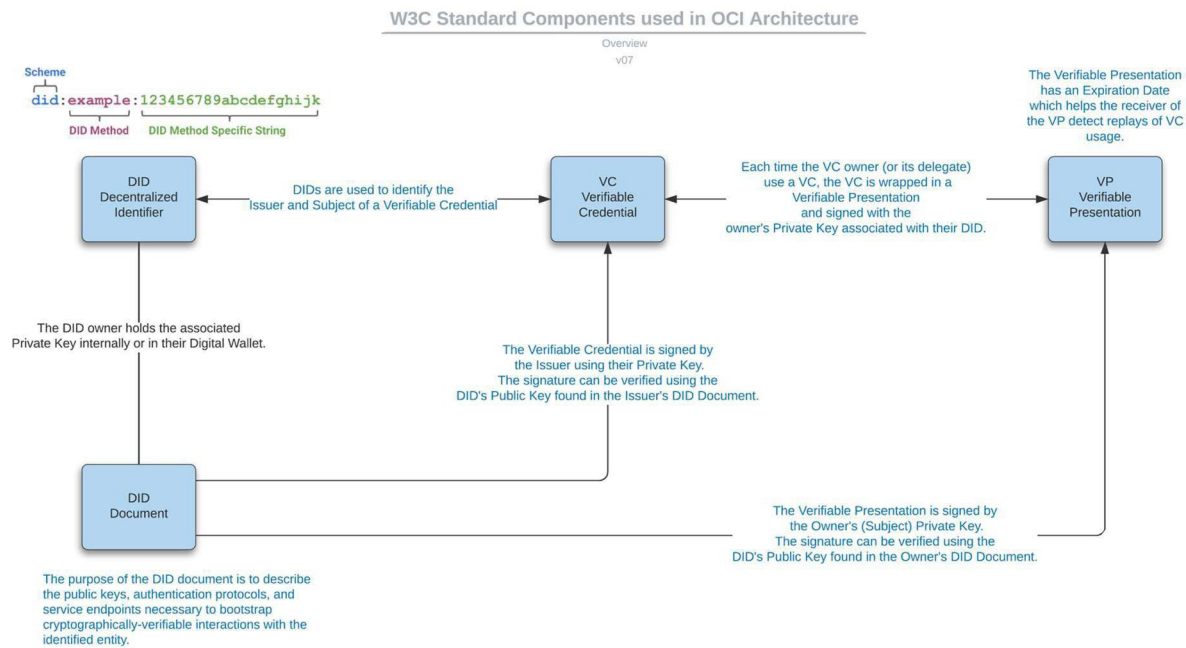 W3C Standard Components used in OCI Architecture
Overview
v07
Scheme
did:example:123456789abcdefghijk
DID Method
DID Method Specific String
The Verifiable Presentation
has an Expiration Date
which helps the receiver of
the VP detect replays of VC
usage.
DID
Decentralized
Identifier
DIDs are used to identify the
Issuer and Subject of a Verifiable Credential
VC
Verifiable
Credential
Each time the VC owner (or its delegate)
use a VC, the VC is wrapped in a
Verifiable Presentation
and signed with the
owner's Private Key associated with their DID.
VP
Verifiable
Presentation
The DID owner holds the associated
Private Key internally or in their Digital Wallet.
The Verifiable Credential is signed by
the Issuer using their Private Key.
The signature can be verified using the
DID's Public Key found in the Issuer's DID Document.
DID
Document
The Verifiable Presentation is signed by
the Owner's (Subject) Private Key.
The signature can be verified using the
DID's Public Key found in the Owner's DID Document.
The purpose of the DID document is to describe
the public keys, authentication protocols, and
service endpoints necessary to bootstrap
cryptographically-verifiable interactions with the
identified entity.